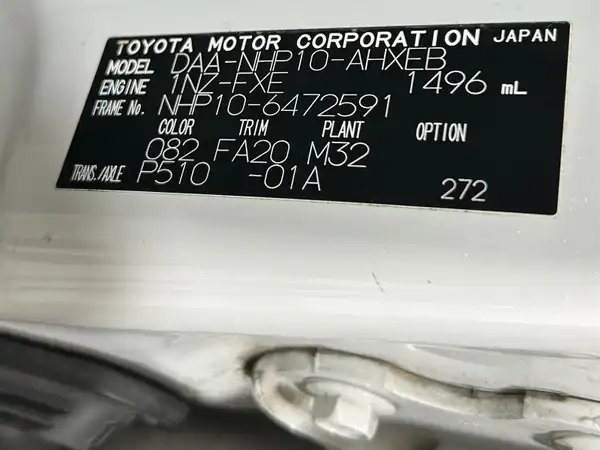 TOYOTA MOTOR CORPORATION JAPAN
MODEL DAA-NHP10-AHXEB
ENGINE 1NZ-FXE 1496 mL
FRAME No. NHP10-6472591
COLOR TRIM PLANT OPTION
082 FA20 M32
TRANS./AXLE P510 -01A 272